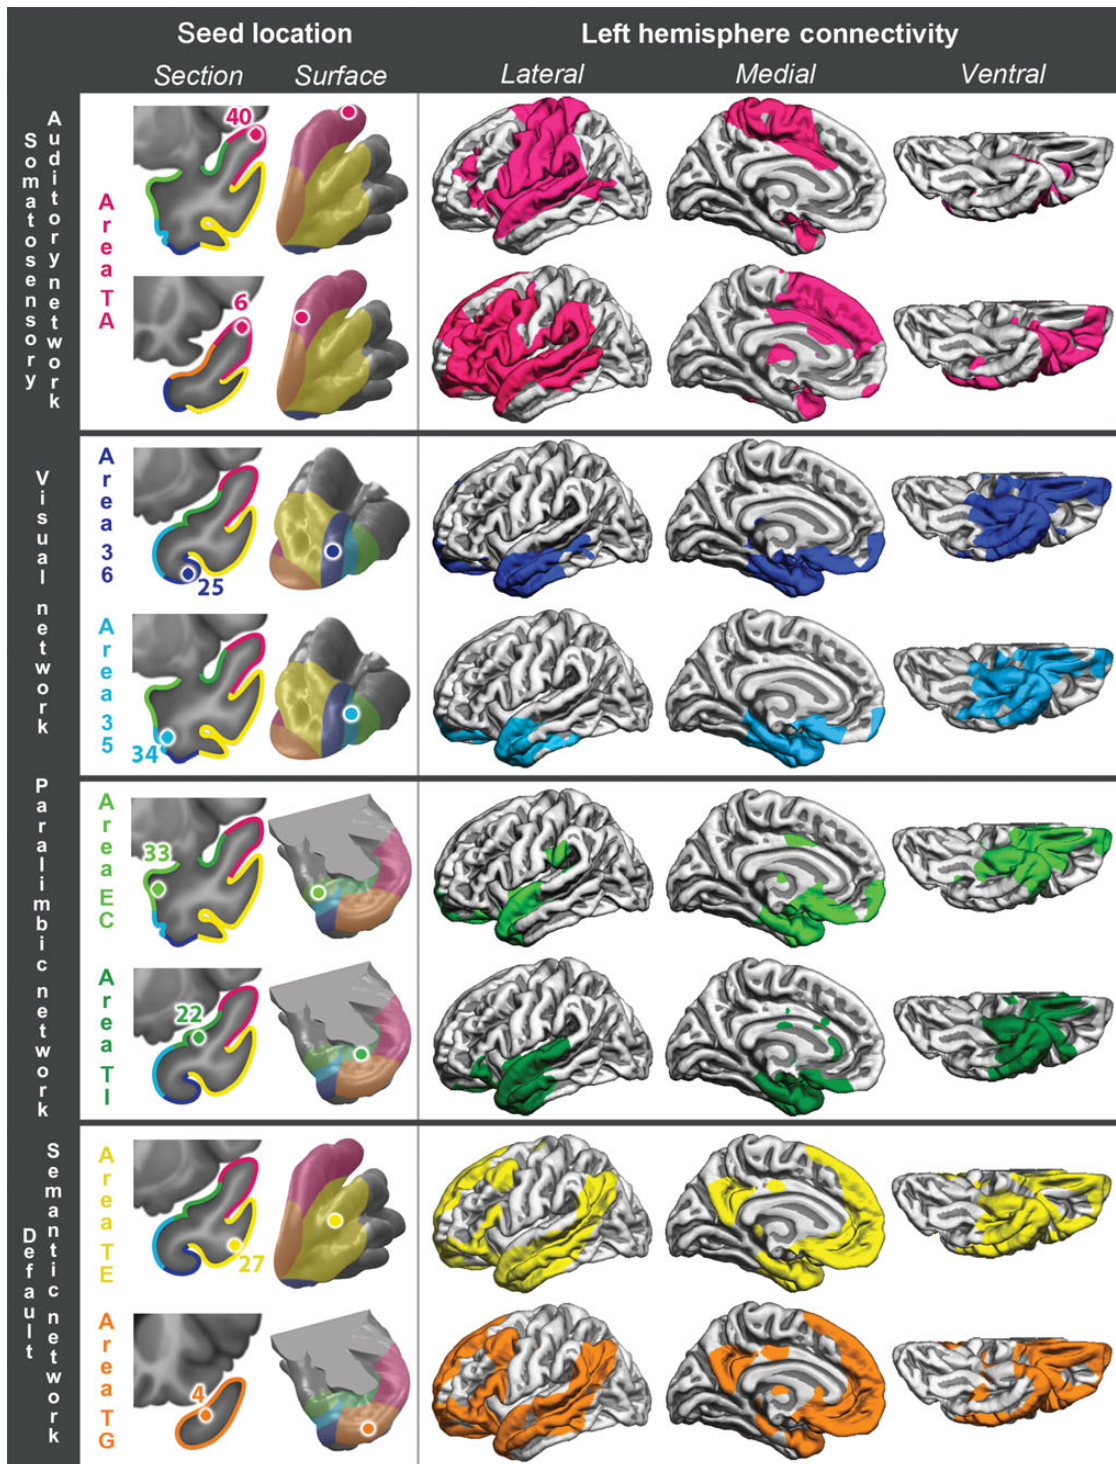 Seed location
Left hemisphere connectivity
Section
Surface
Lateral
Medial
Ventral
Somatosensory
Auditory network
Area TA
40
6
Visual network
Area 36
25
Area 35
34
Paralimbic network
Area EC
33
Area TI
22
Default
Semantic network
Area TE
27
Area TG
4